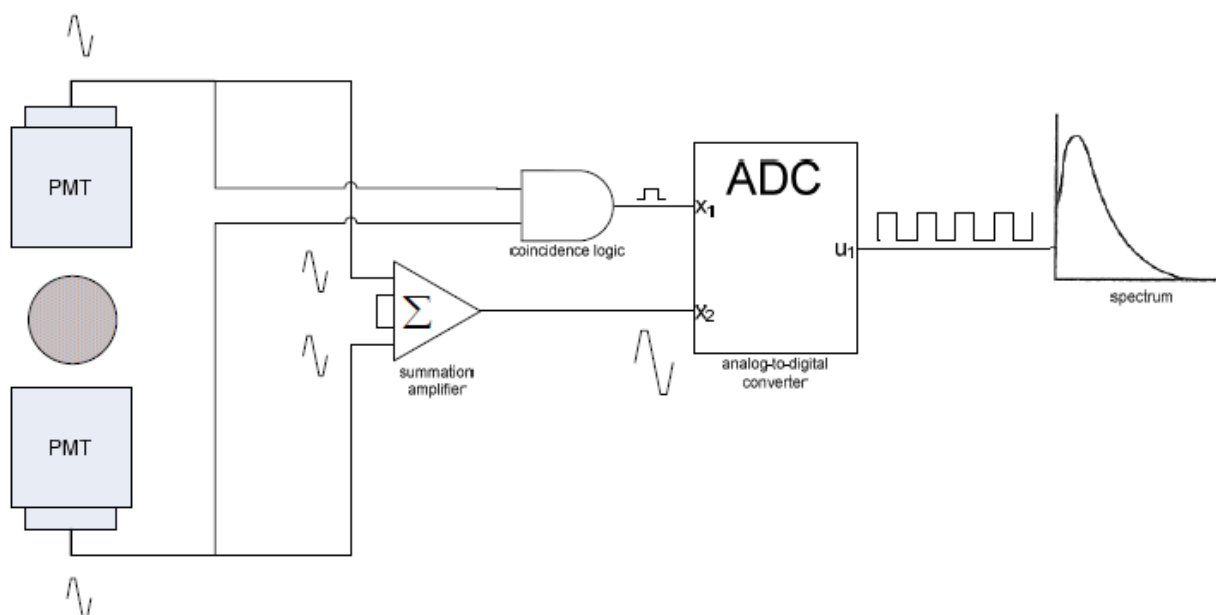 PMT
coincidence logic
ADC
x1
u1
x2
Σ
summation
amplifier
analog-to-digital
converter
spectrum
PMT